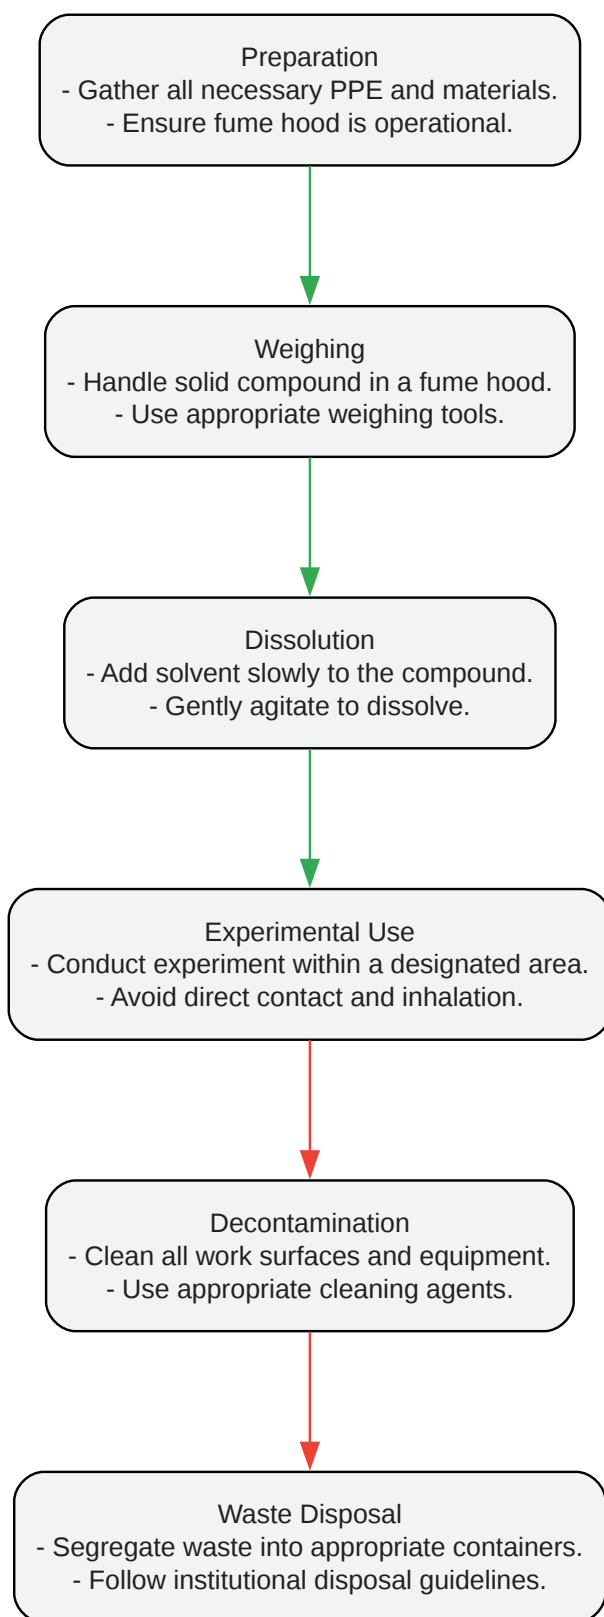 Preparation
- Gather all necessary PPE and materials.
- Ensure fume hood is operational.
Weighing
- Handle solid compound in a fume hood.
- Use appropriate weighing tools.
Dissolution
- Add solvent slowly to the compound.
- Gently agitate to dissolve.
Experimental Use
- Conduct experiment within a designated area.
- Avoid direct contact and inhalation.
Decontamination
- Clean all work surfaces and equipment.
- Use appropriate cleaning agents.
Waste Disposal
- Segregate waste into appropriate containers.
- Follow institutional disposal guidelines.